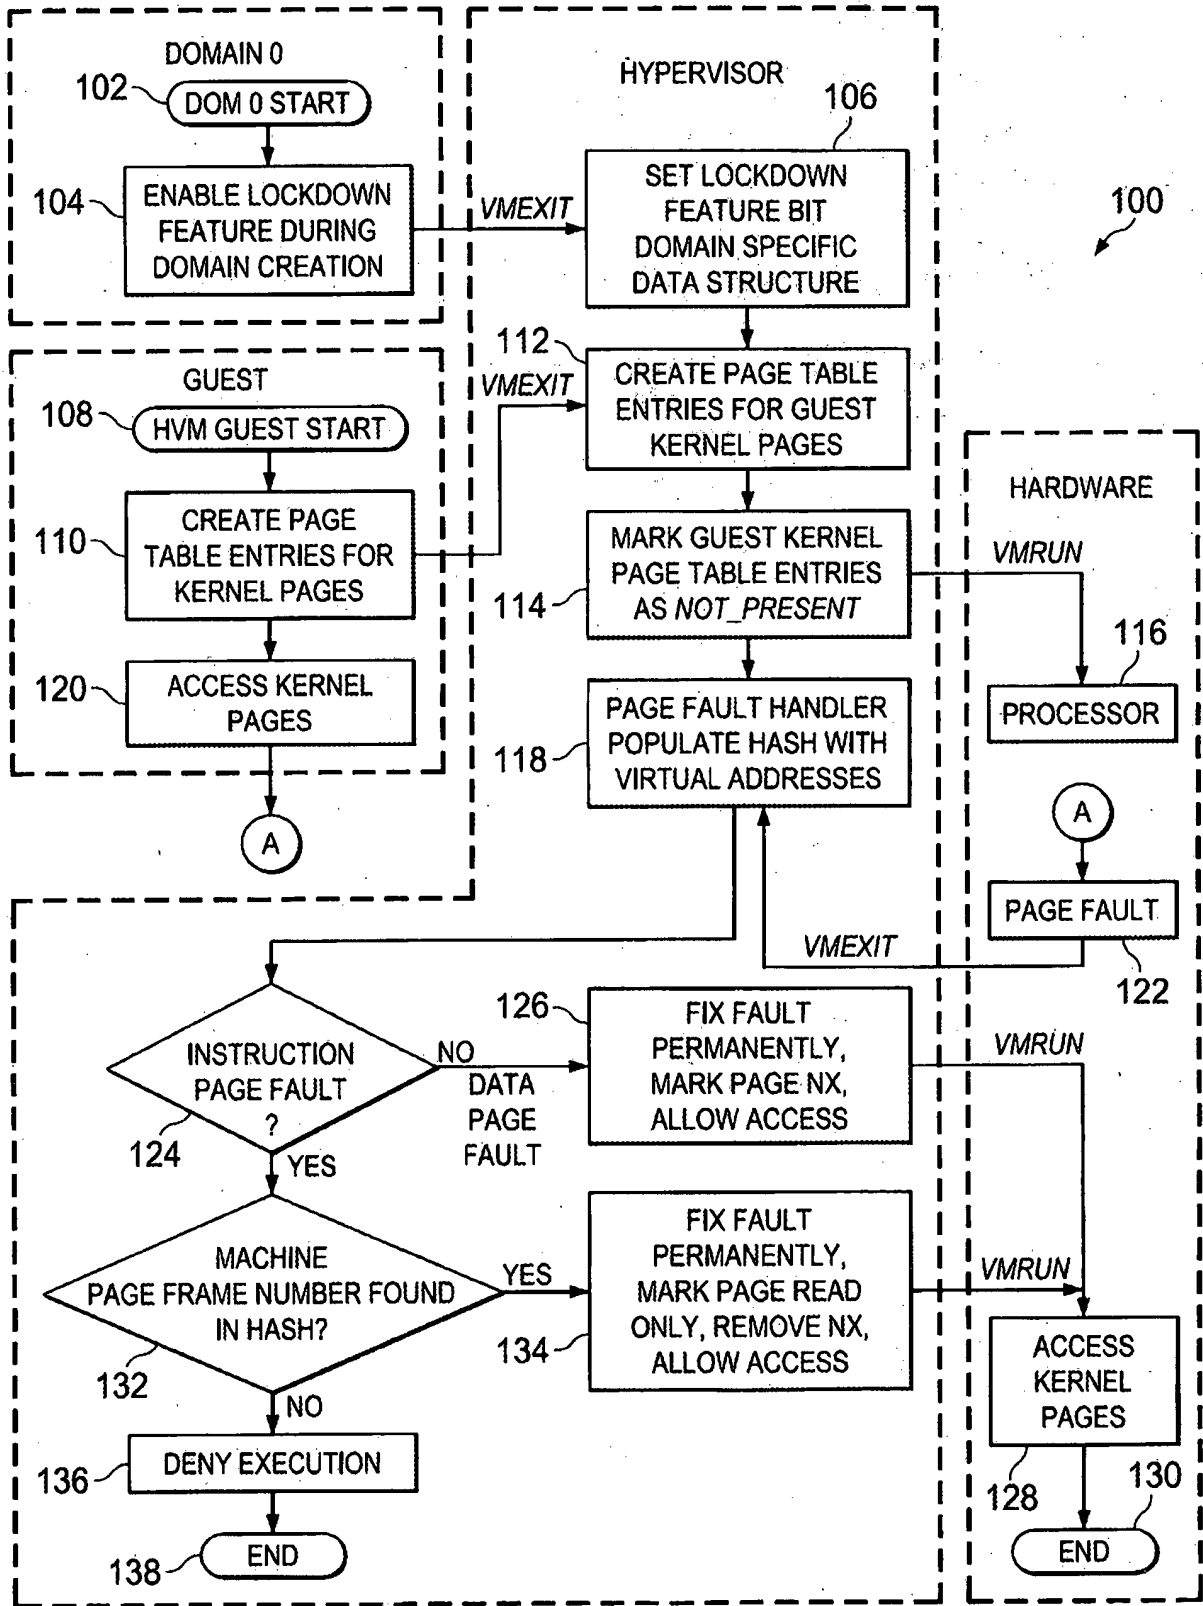 DOMAIN 0
102
DOM 0 START
104
ENABLE LOCKDOWN
FEATURE DURING
DOMAIN CREATION
VMEXIT
HYPERVISOR
106
SET LOCKDOWN
FEATURE BIT
DOMAIN SPECIFIC
DATA STRUCTURE
100
GUEST
108
HVM GUEST START
110
CREATE PAGE
TABLE ENTRIES FOR
KERNEL PAGES
VMEXIT
120
ACCESS KERNEL
PAGES
A
112
CREATE PAGE TABLE
ENTRIES FOR GUEST
KERNEL PAGES
114
MARK GUEST KERNEL
PAGE TABLE ENTRIES
AS NOT_PRESENT
118
PAGE FAULT HANDLER
POPULATE HASH WITH
VIRTUAL ADDRESSES
HARDWARE
VMRUN
116
PROCESSOR
A
PAGE FAULT
122
VMEXIT
INSTRUCTION
PAGE FAULT
?
124
NO
DATA
PAGE
FAULT
YES
126
FIX FAULT
PERMANENTLY,
MARK PAGE NX,
ALLOW ACCESS
VMRUN
MACHINE
PAGE FRAME NUMBER FOUND
IN HASH?
132
YES
NO
134
FIX FAULT
PERMANENTLY,
MARK PAGE READ
ONLY, REMOVE NX,
ALLOW ACCESS
VMRUN
ACCESS
KERNEL
PAGES
128
130
END
136
DENY EXECUTION
138
END